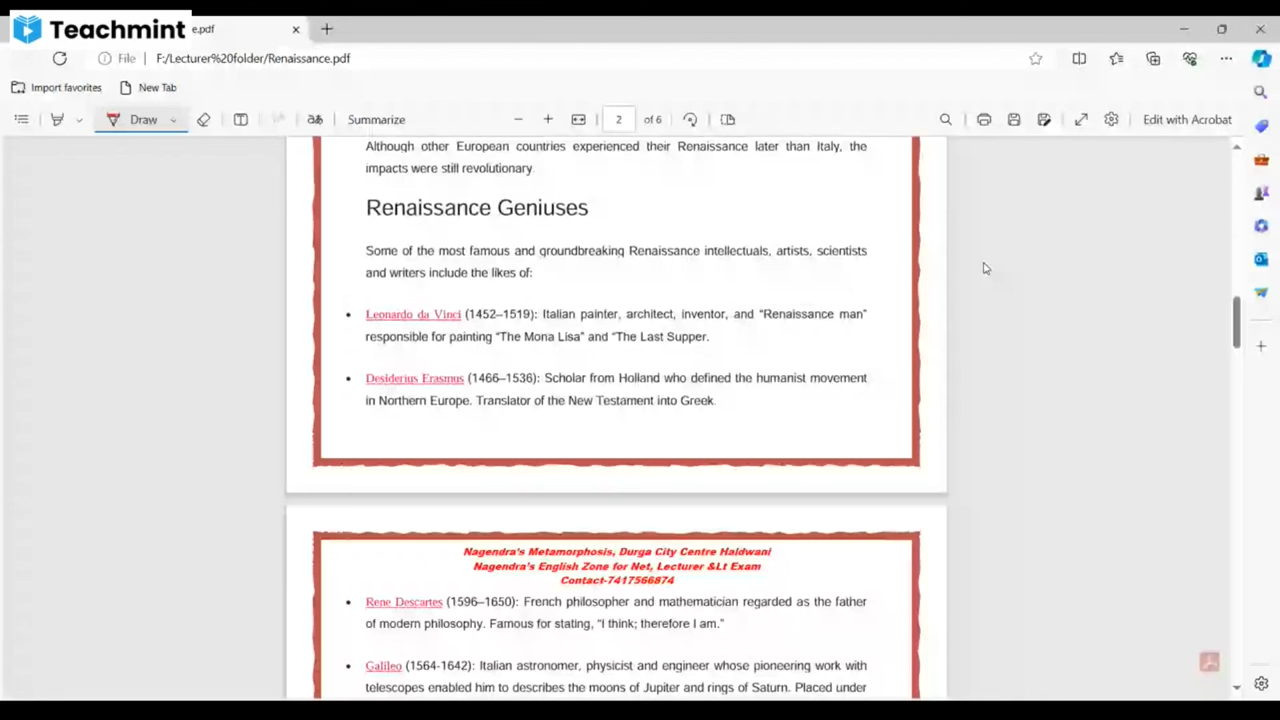 Teachmint
e.pdf
File
F:/Lecturer%20folder/Renaissance.pdf
Import favorites
New Tab
Draw
aあ
Summarize
2
of 6
Edit with Acrobat
Although other European countries experienced their Renaissance later than Italy, the
impacts were still revolutionary.
Renaissance Geniuses
Some of the most famous and groundbreaking Renaissance intellectuals, artists, scientists
and writers include the likes of:
• Leonardo da Vinci (1452–1519): Italian painter, architect, inventor, and “Renaissance man”
responsible for painting “The Mona Lisa” and “The Last Supper.
• Desiderius Erasmus (1466–1536): Scholar from Holland who defined the humanist movement
in Northern Europe. Translator of the New Testament into Greek.
Nagendra's Metamorphosis, Durga City Centre Haldwani
Nagendra's English Zone for Net, Lecturer &Lt Exam
Contact-7417566874
• Rene Descartes (1596–1650): French philosopher and mathematician regarded as the father
of modern philosophy. Famous for stating, “I think; therefore I am.”
• Galileo (1564-1642): Italian astronomer, physicist and engineer whose pioneering work with
telescopes enabled him to describes the moons of Jupiter and rings of Saturn. Placed under